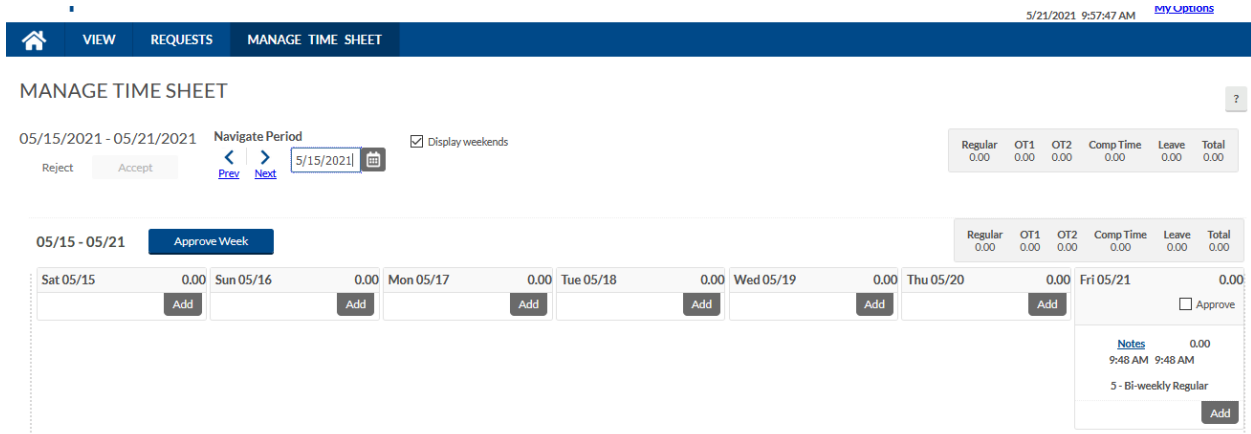 5/21/2021 9:57:47 AM My Options
VIEW REQUESTS MANAGE TIME SHEET
MANAGE TIME SHEET
?
05/15/2021 - 05/21/2021 Navigate Period
Display weekends
5/15/2021
Reject Accept
Prev Next
Regular OT1 OT2 Comp Time Leave Total
0.00 0.00 0.00 0.00 0.00 0.00
05/15 - 05/21 Approve Week
Regular OT1 OT2 Comp Time Leave Total
0.00 0.00 0.00 0.00 0.00 0.00
Sat 05/15 0.00 Sun 05/16 0.00 Mon 05/17 0.00 Tue 05/18 0.00 Wed 05/19 0.00 Thu 05/20 0.00 Fri 05/21 0.00
Add Add Add Add Add Add Approve
Notes 0.00
9:48 AM 9:48 AM
5 - Bi-weekly Regular
Add